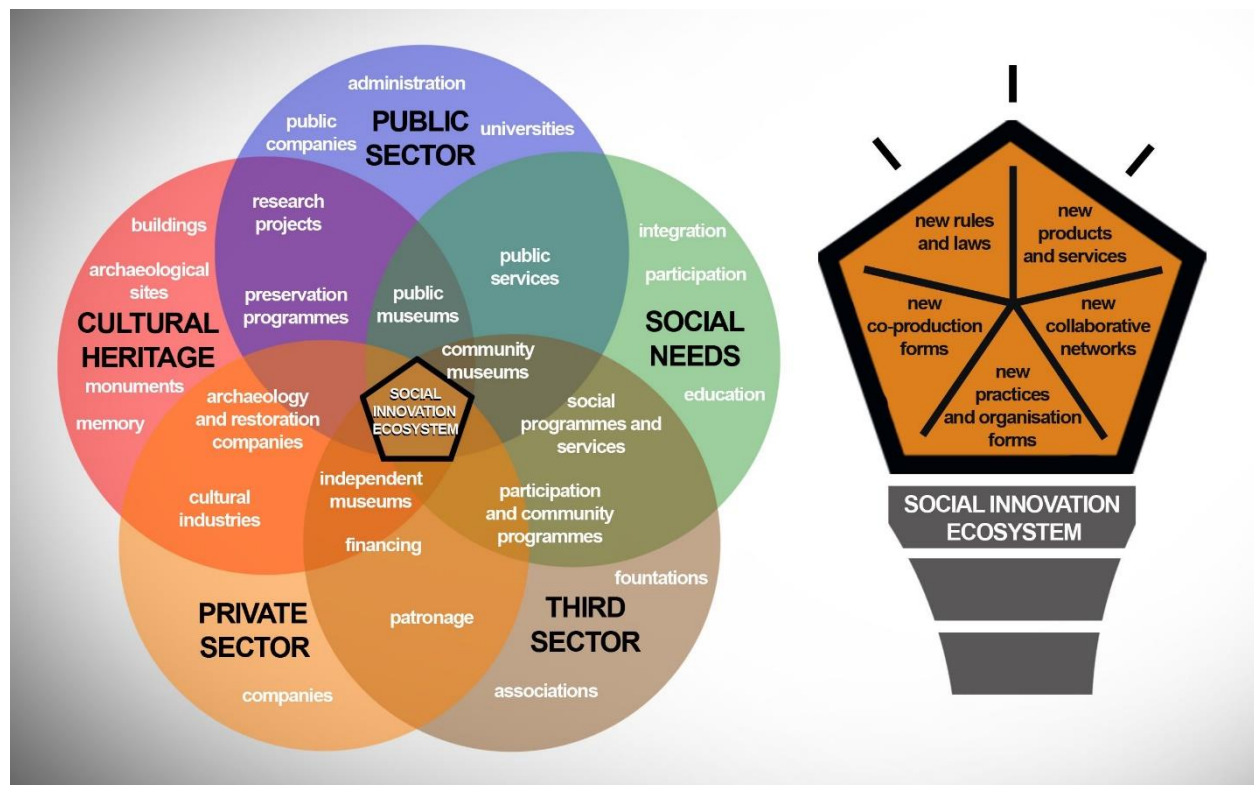 administration
public
companies
PUBLIC
SECTOR
universities
research
projects
buildings
archaeological
sites
preservation
programmes
CULTURAL
HERITAGE
monuments
memory
public
museums
public
services
integration
participation
SOCIAL
NEEDS
education
community
museums
SOCIAL
INNOVATION
ECOSYSTEM
archaeology
and restoration
companies
social
programmes and
services
cultural
industries
independent
museums
participation
and community
programmes
financing
fountations
PRIVATE
SECTOR
patronage
THIRD
SECTOR
companies
associations
new rules
and laws
new
products
and services
new
co-production
forms
new
collaborative
networks
new
practices
and organisation
forms
SOCIAL INNOVATION
ECOSYSTEM